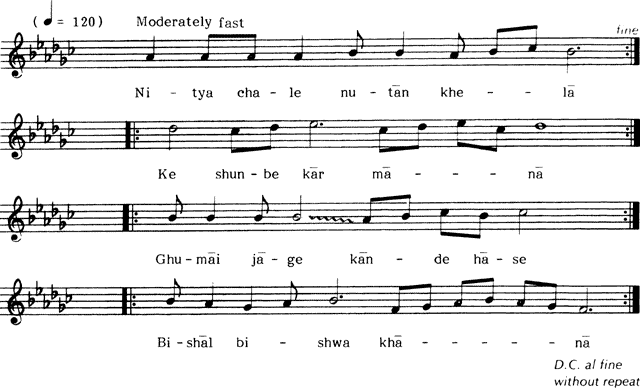 ( ♩ = 120) Moderately fast
fine
Ni - tya cha - le nu - tān khe - - lā
Ke shun - be kār mā - - - nā
Ghu - māi jā - ge kān - de hā - se
Bi - shāl bi - shwa khā - - - - nā
D.C. al fine
without repeat